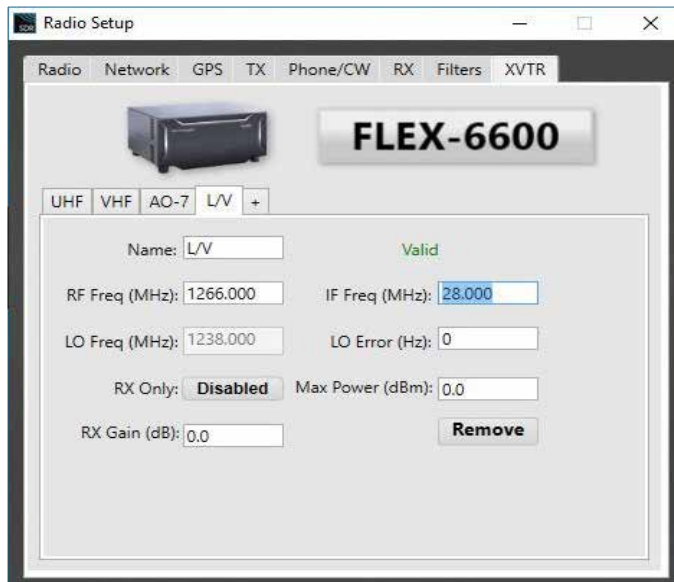 SDR Radio Setup
Radio Network GPS TX Phone/CW RX Filters XVTR
FLEX-6600
UHF VHF AO-7 L/V +
Name: L/V Valid
RF Freq (MHz): 1266.000 IF Freq (MHz): 28.000
LO Freq (MHz): 1238.000 LO Error (Hz): 0
RX Only: Disabled Max Power (dBm): 0.0
RX Gain (dB): 0.0 Remove